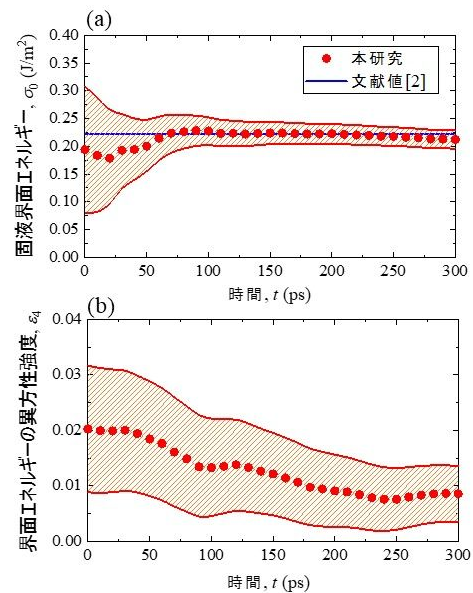 (a)
固液界面エネルギー, σ0 (J/m2)
0.40
0.35
0.30
0.25
0.20
0.15
0.10
0.05
0.00
本研究
文献値[2]
0 50 100 150 200 250 300
時間, t (ps)
(b)
界面エネルギーの異方性強度, ε4
0.04
0.03
0.02
0.01
0.00
0 50 100 150 200 250 300
時間, t (ps)